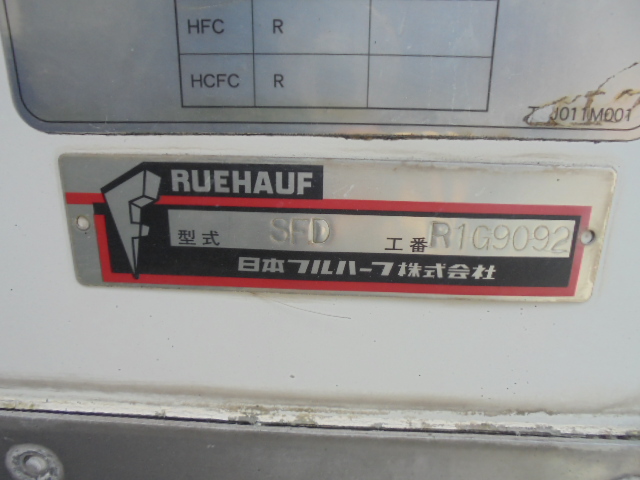 HFC R
HCFC R
J011M001
RUEHAUF
型式 SFD 工番 R1G9092
日本フルハーフ株式会社